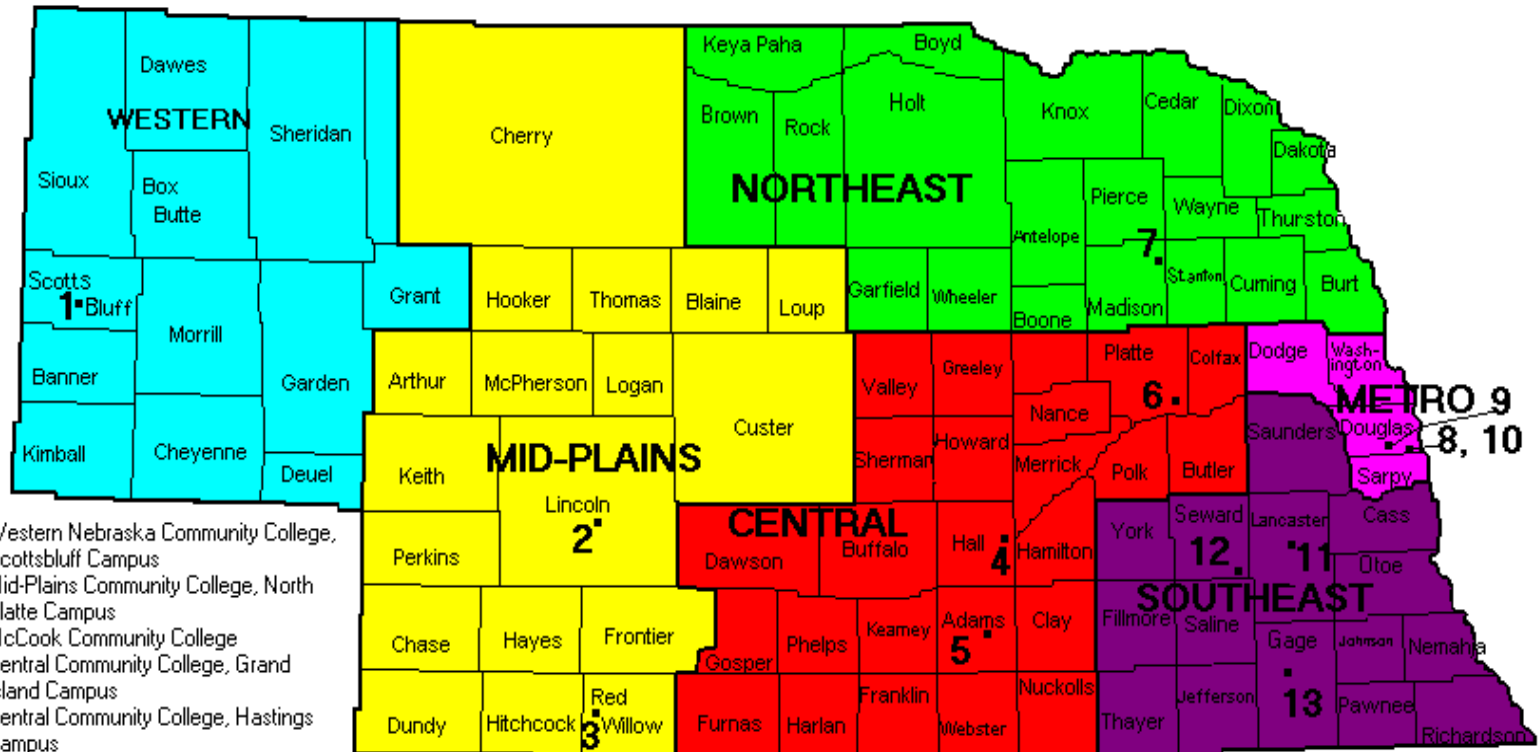 Keya Paha
Boyd
Dawes
WESTERN
Sheridan
Cherry
Brown
Rock
Holt
Knox
Cedar
Dixon
Dakota
Sioux
Box
Butte
NORTHEAST
Pierce
Wayne
Thurston
Antelope
7
Scotts
1 Bluff
Grant
Hooker
Thomas
Blaine
Loup
Garfield
Wheeler
Boone
Madison
Stanton
Cuming
Burt
Morrill
Banner
Garden
Arthur
McPherson
Logan
Custer
Valley
Greeley
Platte
Colfax
Dodge
Wash-
ington
Nance
6
METRO 9
Kimball
Cheyenne
Deuel
Keith
MID-PLAINS
Sherman
Howard
Merrick
Polk
Butler
Saunders
Douglas
8, 10
Sarpy
Lincoln
2
CENTRAL
Dawson
Buffalo
Hall
4
Hamilton
York
Seward
12
Lancaster
11
Cass
Otoe
Perkins
SOUTHEAST
Chase
Hayes
Frontier
Gosper
Phelps
Kearney
Adams
5
Clay
Fillmore
Saline
Gage
Johnson
Nemaha
13
Dundy
Hitchcock
Red
Willow
3
Furnas
Harlan
Franklin
Webster
Nuckolls
Thayer
Jefferson
Pawnee
Richardson
Western Nebraska Community College,
Scottsbluff Campus
Mid-Plains Community College, North
Platte Campus
McCook Community College
Central Community College, Grand
Island Campus
Central Community College, Hastings
Campus